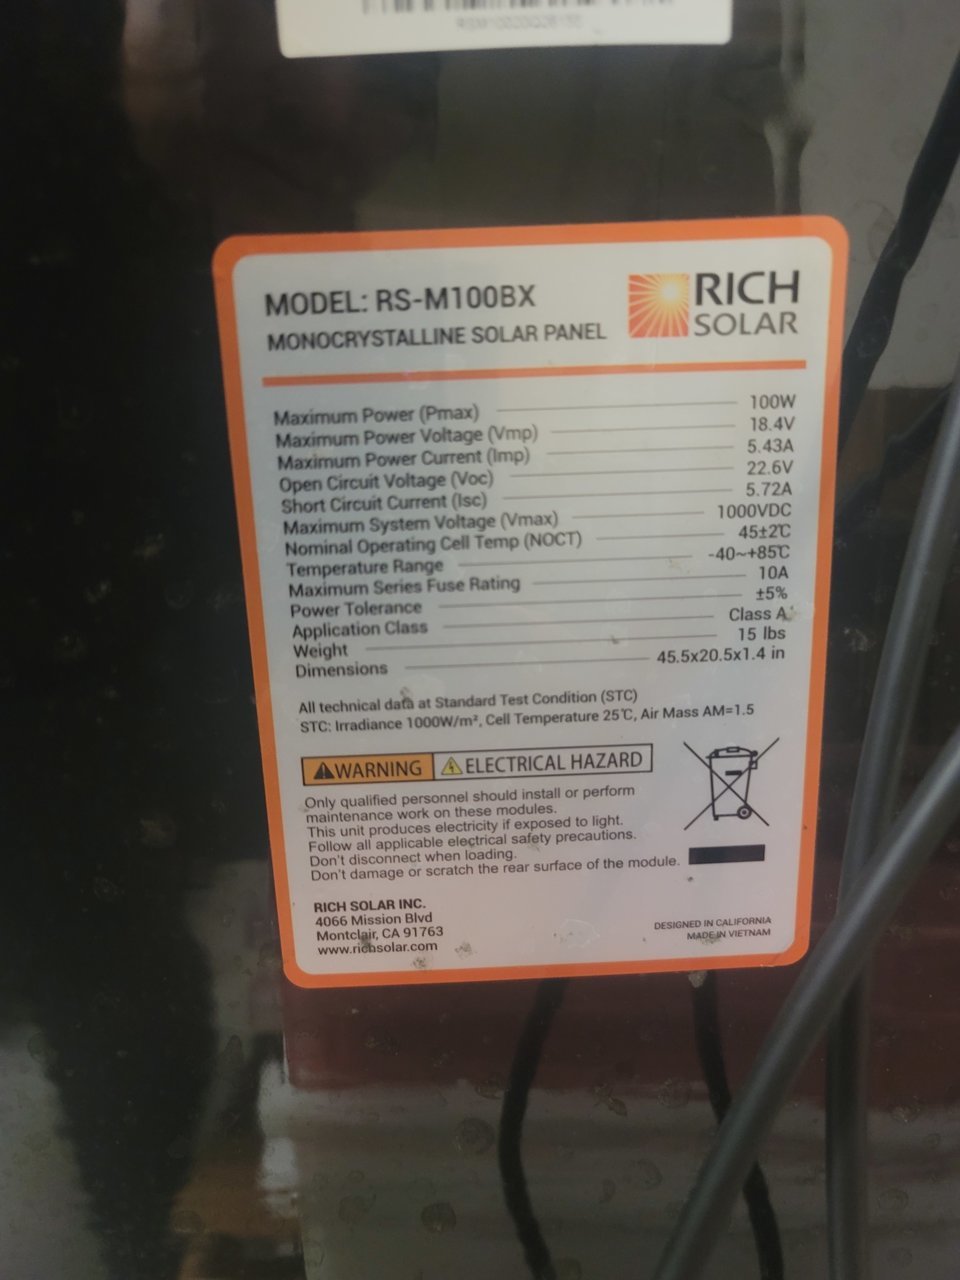 MODEL: RS-M100BX
MONOCRYSTALLINE SOLAR PANEL
RICH
SOLAR
Maximum Power (Pmax) 100W
Maximum Power Voltage (Vmp) 18.4V
Maximum Power Current (Imp) 5.43A
Open Circuit Voltage (Voc) 22.6V
Short Circuit Current (Isc) 5.72A
Maximum System Voltage (Vmax) 1000VDC
Nominal Operating Cell Temp (NOCT) 45±2℃
Temperature Range -40~+85℃
Maximum Series Fuse Rating 10A
Power Tolerance ±5%
Application Class Class A
Weight 15 lbs
Dimensions 45.5x20.5x1.4 in
All technical data at Standard Test Condition (STC)
STC: Irradiance 1000W/m², Cell Temperature 25℃, Air Mass AM=1.5
WARNING ELECTRICAL HAZARD
Only qualified personnel should install or perform
maintenance work on these modules.
This unit produces electricity if exposed to light.
Follow all applicable electrical safety precautions.
Don't disconnect when loading.
Don't damage or scratch the rear surface of the module.
RICH SOLAR INC.
4066 Mission Blvd
Montclair, CA 91763
www.richsolar.com
DESIGNED IN CALIFORNIA
MADE IN VIETNAM